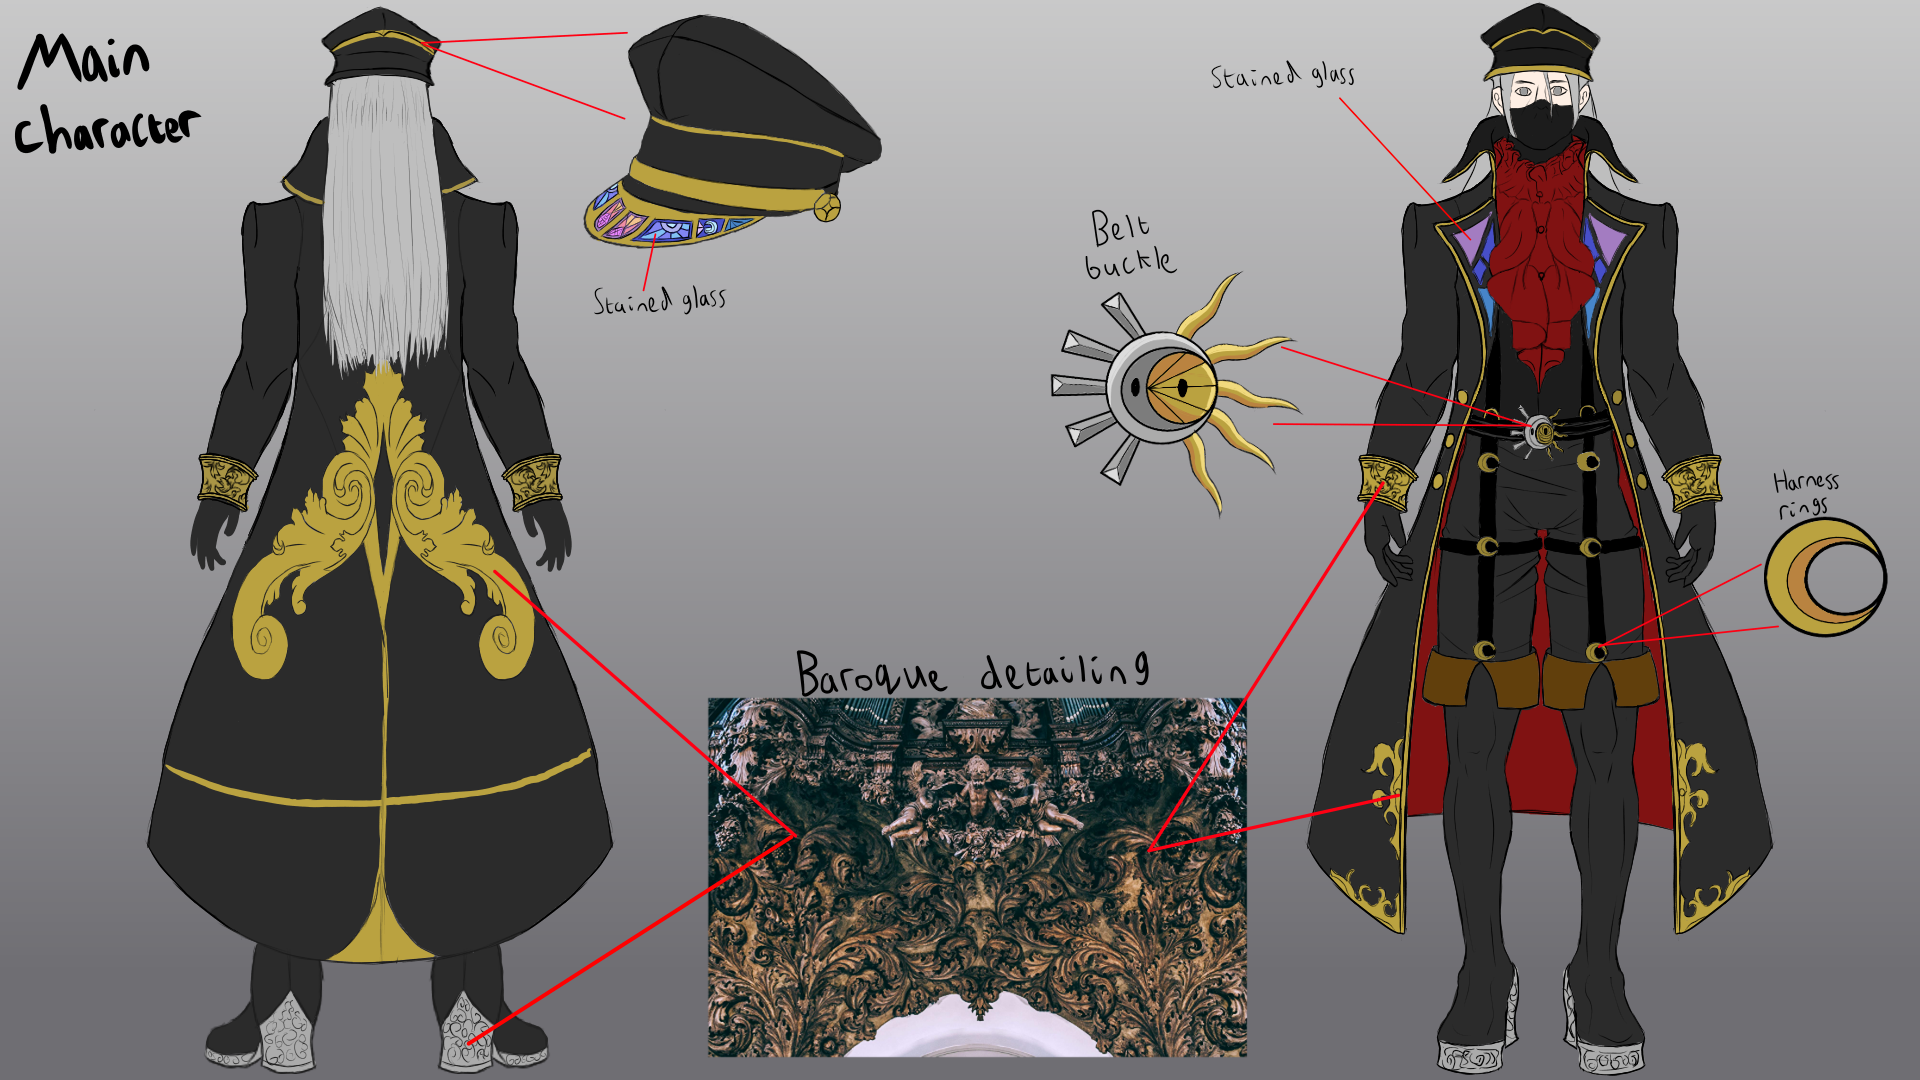 Main
character
Stained glass
Stained glass
Belt
buckle
Harness
rings
Baroque detailing